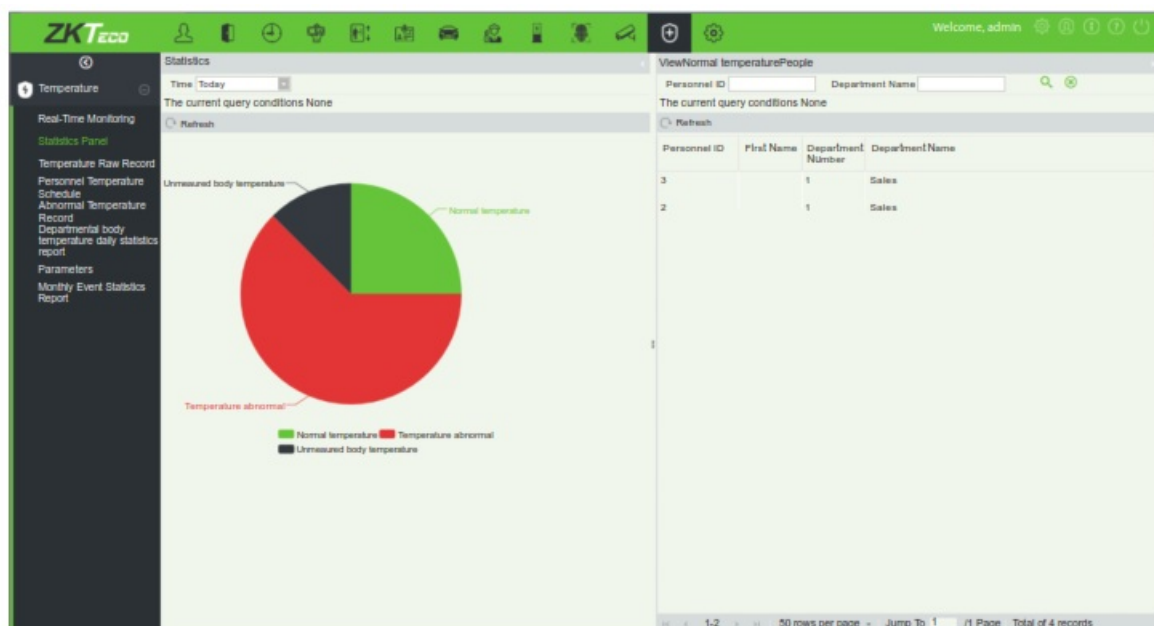 ZKTECO
Welcome, admin
Temperature
Real-Time Monitoring
Statistics Panel
Temperature Raw Record
Personnel Temperature
Schedule
Abnormal Temperature
Record
Departmental body
temperature daily statistics
report
Parameters
Monthly Event Statistics
Report
Statistics
Time Today
The current query conditions None
Refresh
Unmeasured body temperature
Normal temperature
Temperature abnormal
Normal temperature Temperature abnormal
Unmeasured body temperature
ViewNormal temperaturePeople
Personnel ID Department Name
The current query conditions None
Refresh
Personnel ID First Name Department Number Department Name
3 1 Sales
2 1 Sales
1-2 50 rows per page Jump To 1 /1 Page Total of 4 records